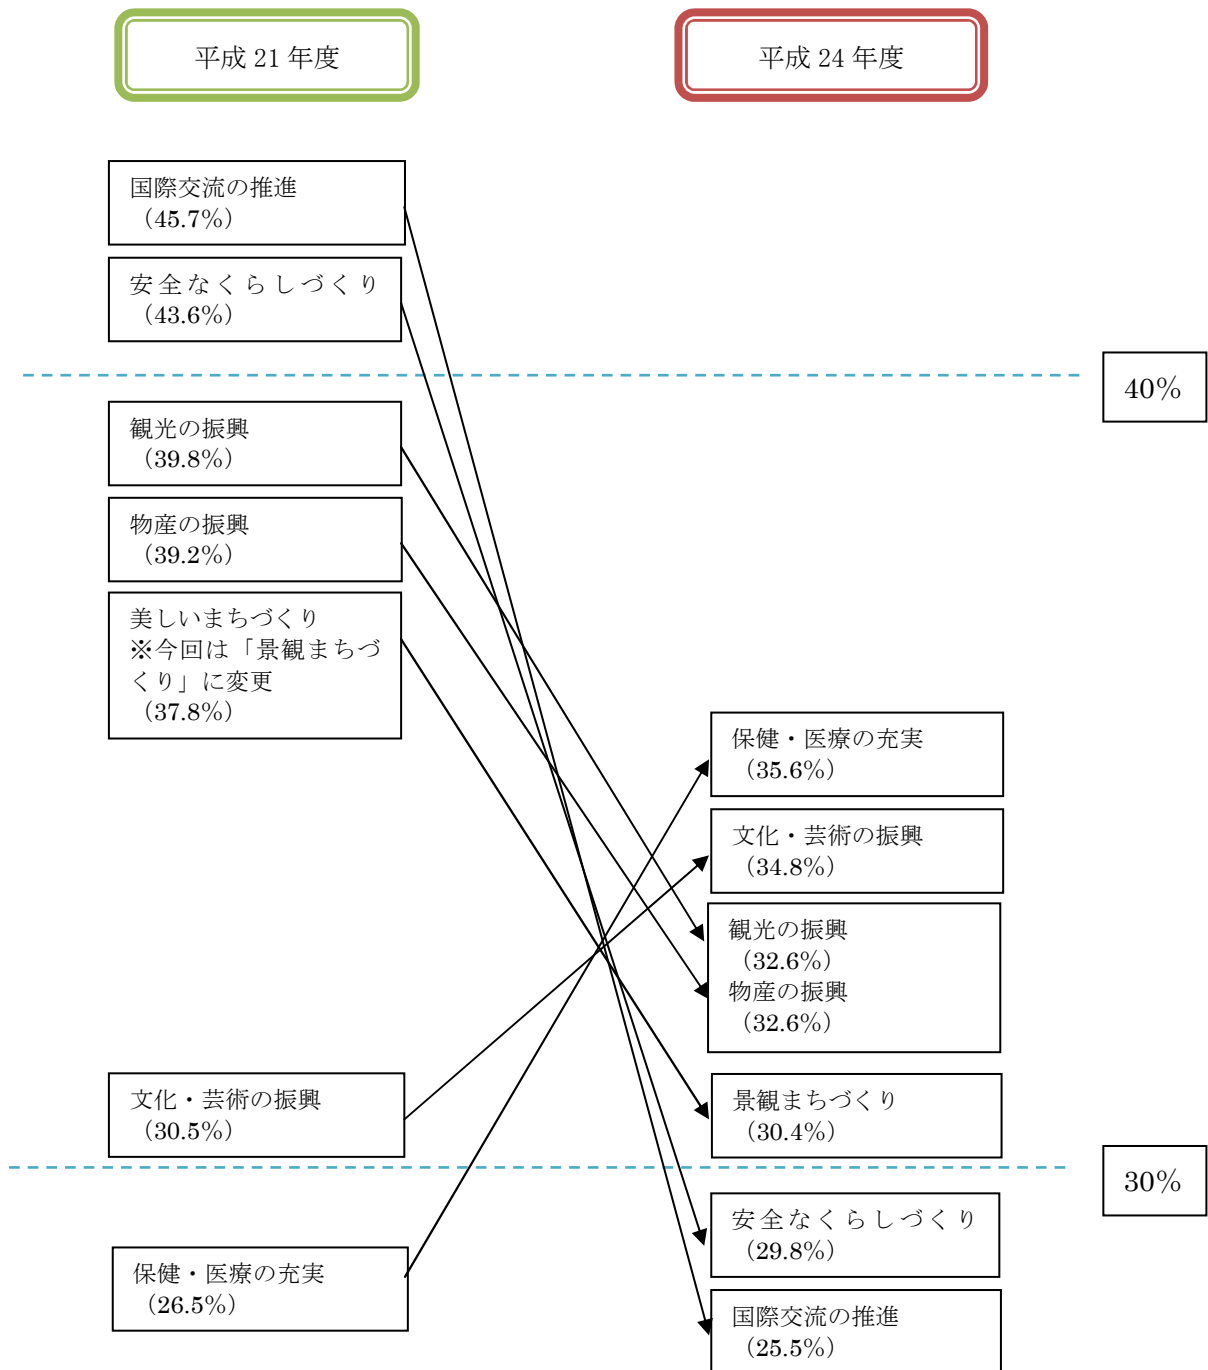 平成 21 年度
平成 24 年度
国際交流の推進
（45.7%）
安全なくらしづくり
（43.6%）
40%
観光の振興
（39.8%）
物産の振興
（39.2%）
美しいまちづくり
※今回は「景観まちづ
くり」に変更
（37.8%）
保健・医療の充実
（35.6%）
文化・芸術の振興
（34.8%）
観光の振興
（32.6%）
物産の振興
（32.6%）
文化・芸術の振興
（30.5%）
景観まちづくり
（30.4%）
30%
安全なくらしづくり
（29.8%）
保健・医療の充実
（26.5%）
国際交流の推進
（25.5%）